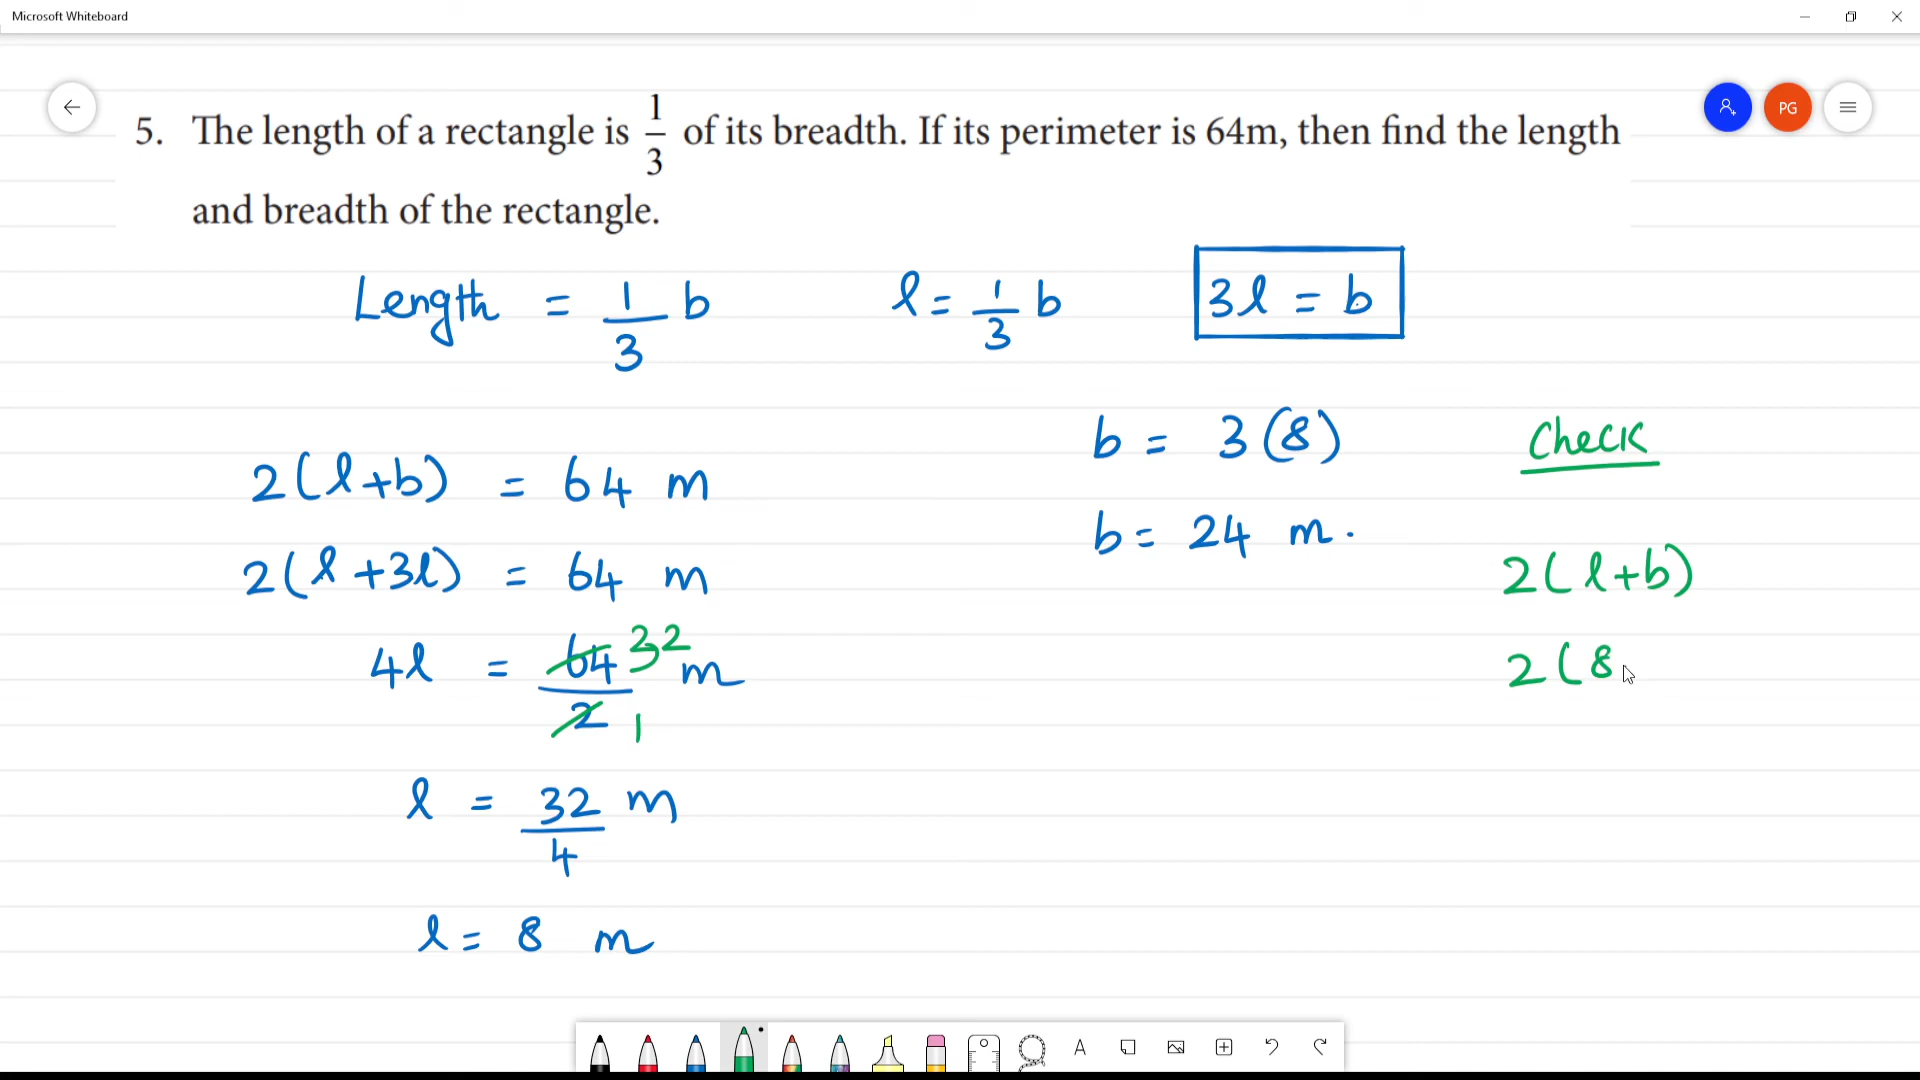 Microsoft Whiteboard
PG
5. The length of a rectangle is 1/3 of its breadth. If its perimeter is 64m, then find the length
and breadth of the rectangle.
Length = 1/3 b
l = 1/3 b
3l = b
2(l+b) = 64 m
2(l+3l) = 64 m
4l = 64/2 m 32 1
l = 32/4 m
l = 8 m
b = 3(8)
b = 24 m.
Check
2(l+b)
2(8
A